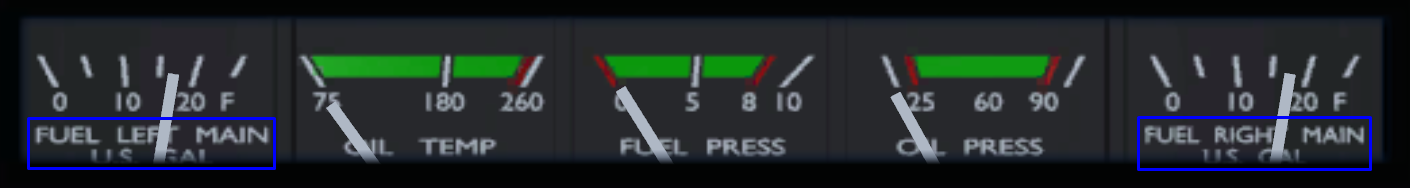 0 10 20 F
FUEL LEFT MAIN
U.S. GAL
75 180 260
OIL TEMP
0 5 8 10
FUEL PRESS
25 60 90
OIL PRESS
0 10 20 F
FUEL RIGHT MAIN
U.S. GAL